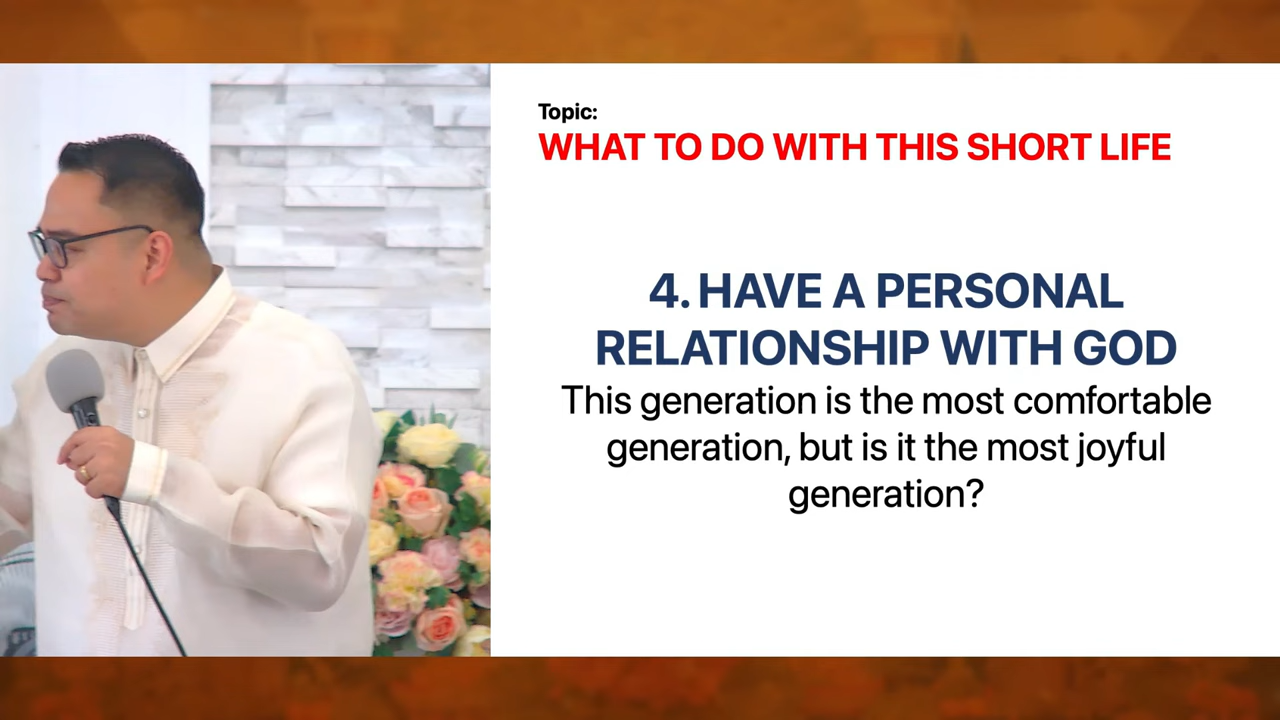 Topic:
WHAT TO DO WITH THIS SHORT LIFE
4. HAVE A PERSONAL
RELATIONSHIP WITH GOD
This generation is the most comfortable
generation, but is it the most joyful
generation?